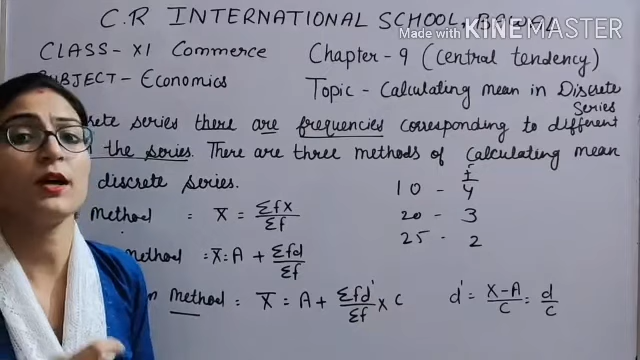 C.R INTERNATIONAL SCHOOL, BAWAL
Made with KINEMASTER
CLASS - XI Commerce
Chapter - 9 (Central tendency)
SUBJECT - Economics
Topic - Calculating mean in Discrete
Series
crete series there are frequencies corresponding to different
the series. There are three methods of calculating mean
discrete series.
f
10 - 4
20 - 3
25 - 2
method = X̅ = Σfx/Σf
method = X̅ = A + Σfd/Σf
method = X̅ = A + Σfd'/Σf × C
d' = X-A/C = d/c